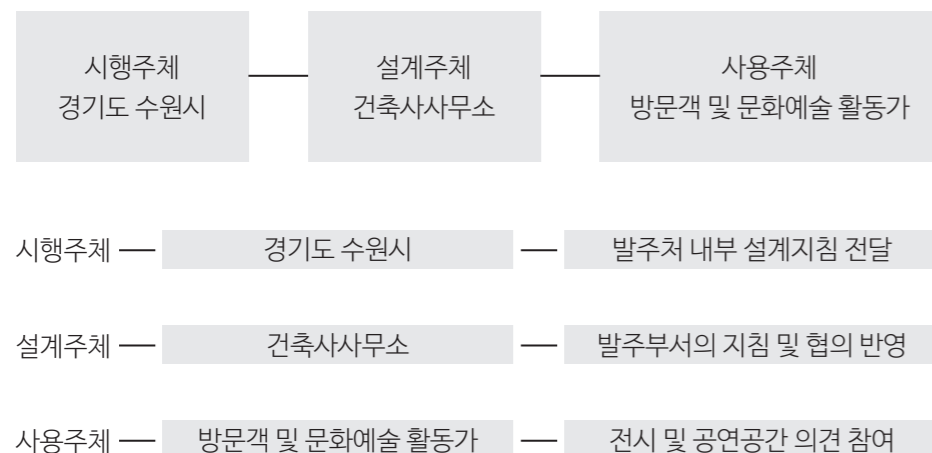 시행주체
경기도 수원시
설계주체
건축사사무소
사용주체
방문객 및 문화예술 활동가
시행주체 경기도 수원시 발주처 내부 설계지침 전달
설계주체 건축사사무소 발주부서의 지침 및 협의 반영
사용주체 방문객 및 문화예술 활동가 전시 및 공연공간 의견 참여